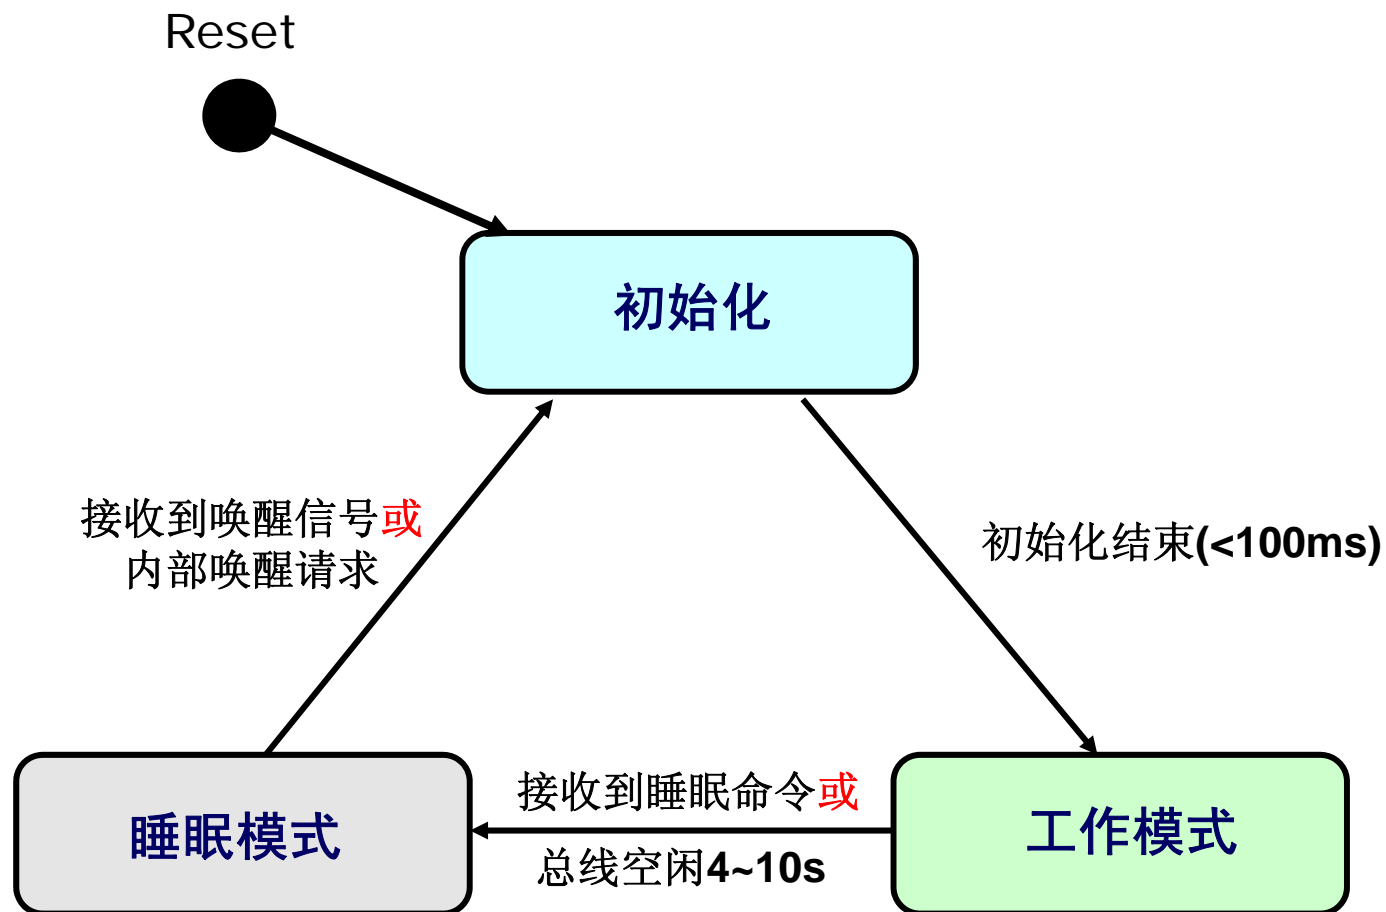 Reset
初始化
接收到唤醒信号或
内部唤醒请求
初始化结束(<100ms)
睡眠模式
接收到睡眠命令或
总线空闲4~10s
工作模式